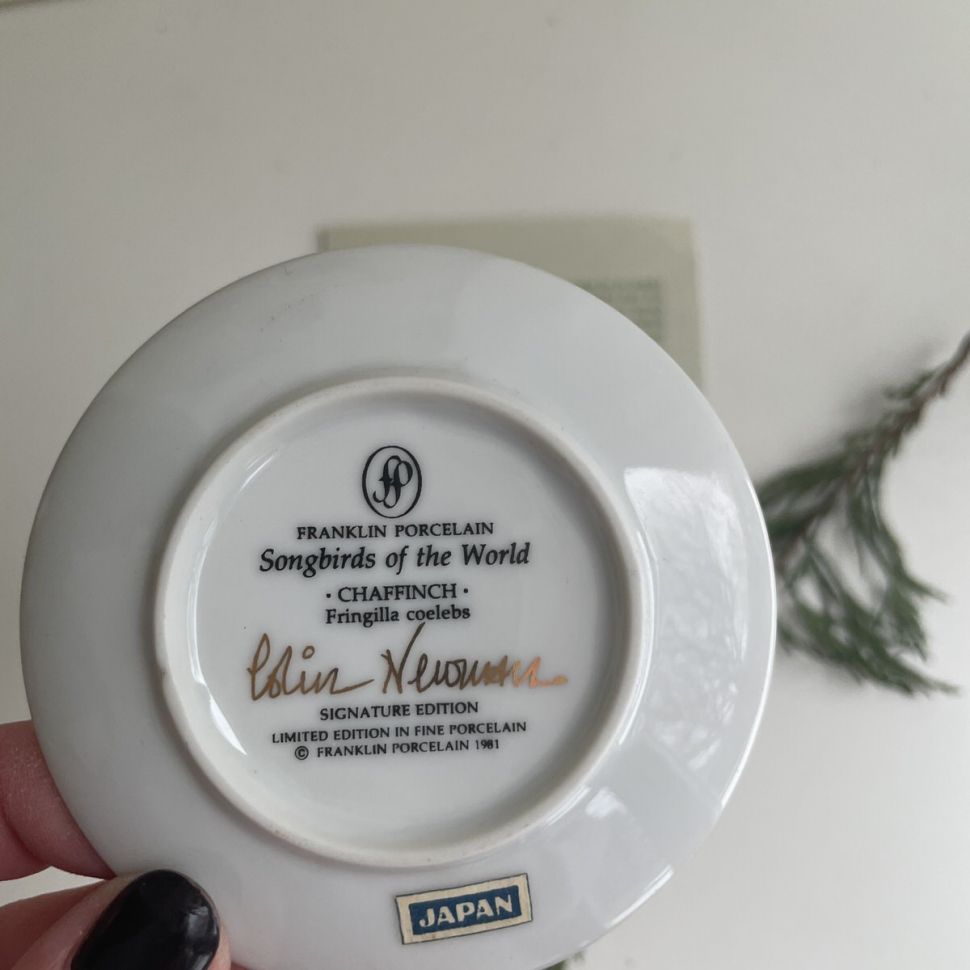 FP
FRANKLIN PORCELAIN
Songbirds of the World
· CHAFFINCH ·
Fringilla coelebs
Colin Newman
SIGNATURE EDITION
LIMITED EDITION IN FINE PORCELAIN
© FRANKLIN PORCELAIN 1981
JAPAN